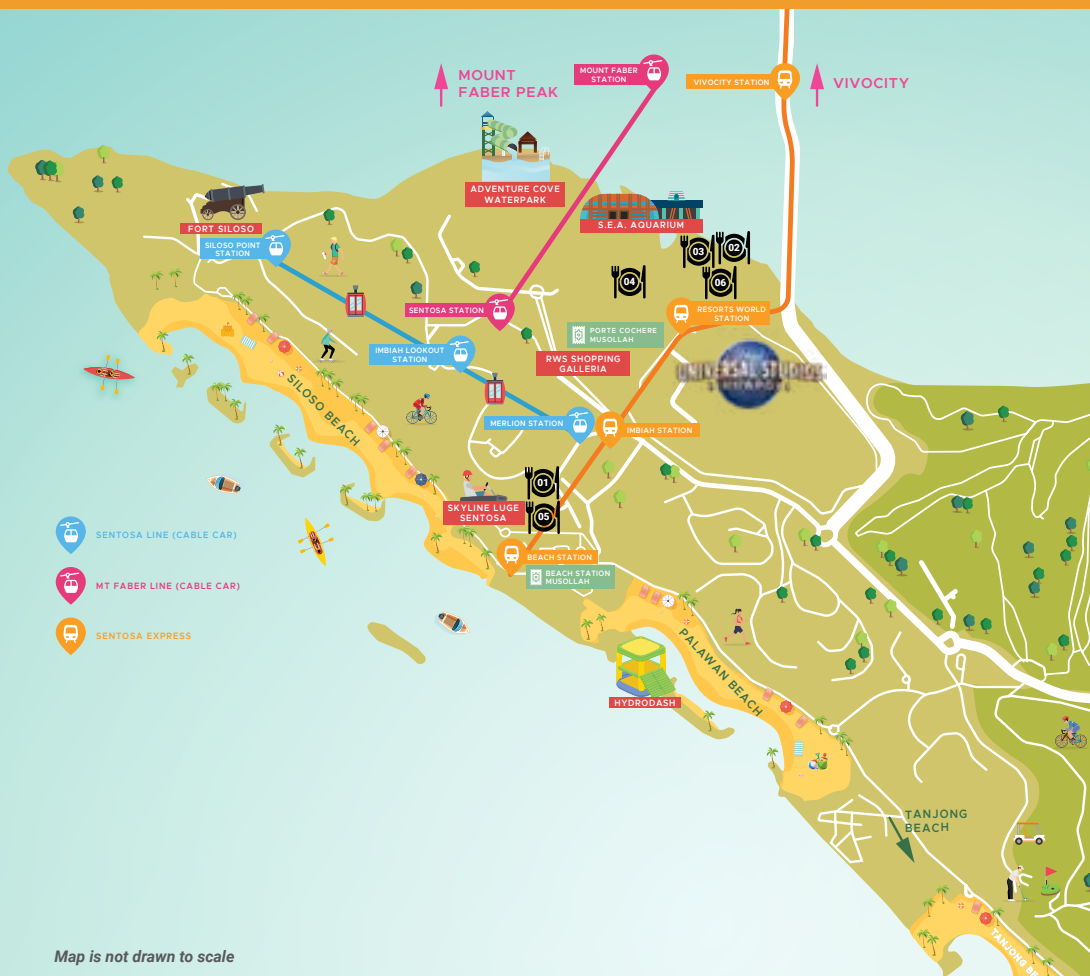 MOUNT
FABER PEAK
MOUNT FABER
STATION
VIVOCITY STATION
VIVOCITY
ADVENTURE COVE
WATERPARK
S.E.A. AQUARIUM
FORT SILOSO
SILOSO POINT
STATION
03
02
04
06
SENTOSA STATION
RESORTS WORLD
STATION
PORTE COCHERE
MUSOLLAH
IMBIAH LOOKOUT
STATION
RWS SHOPPING
GALLERIA
UNIVERSAL STUDIOS
SILOSO BEACH
MERLION STATION
IMBIAH STATION
01
SKYLINE LUGE
SENTOSA
05
BEACH STATION
BEACH STATION
MUSOLLAH
SENTOSA LINE (CABLE CAR)
MT FABER LINE (CABLE CAR)
SENTOSA EXPRESS
PALAWAN BEACH
HYDRODASH
TANJONG
BEACH
TANJONG
Map is not drawn to scale